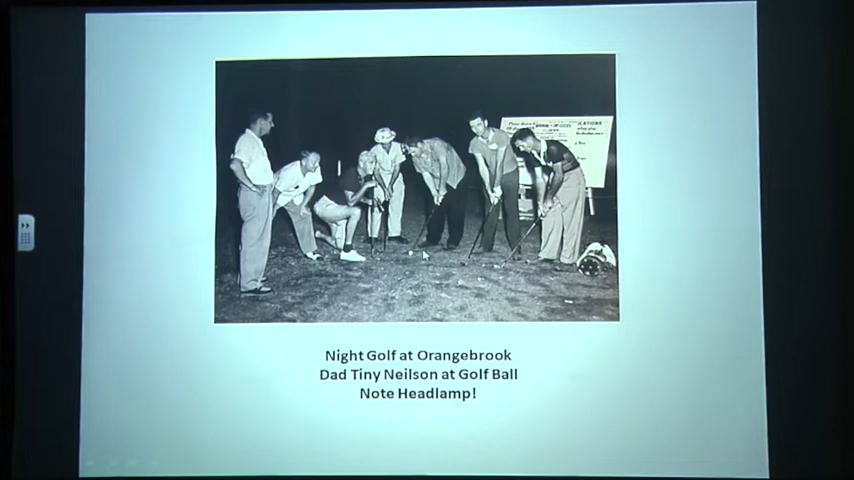 Night Golf at Orangebrook
Dad Tiny Neilson at Golf Ball
Note Headlamp!